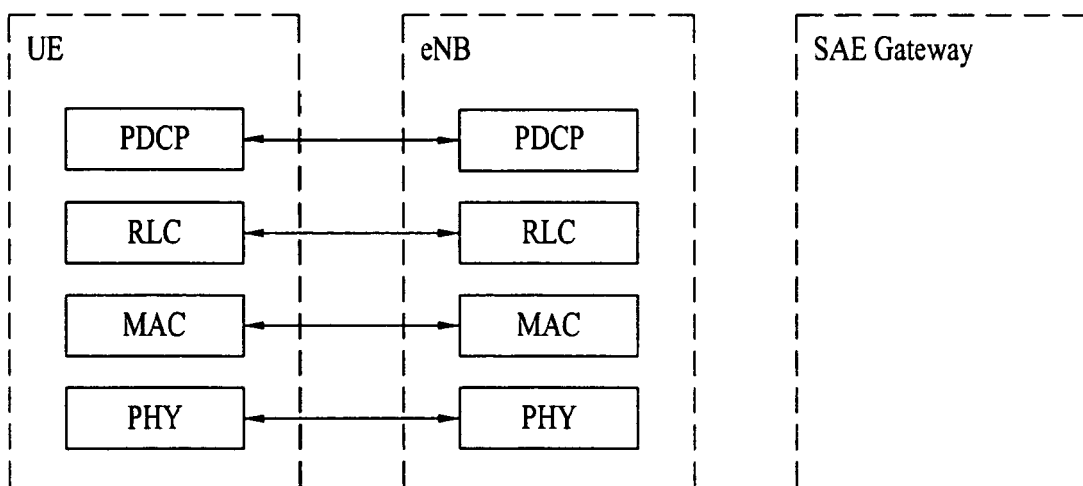 UE eNB SAE Gateway
PDCP PDCP
RLC RLC
MAC MAC
PHY PHY